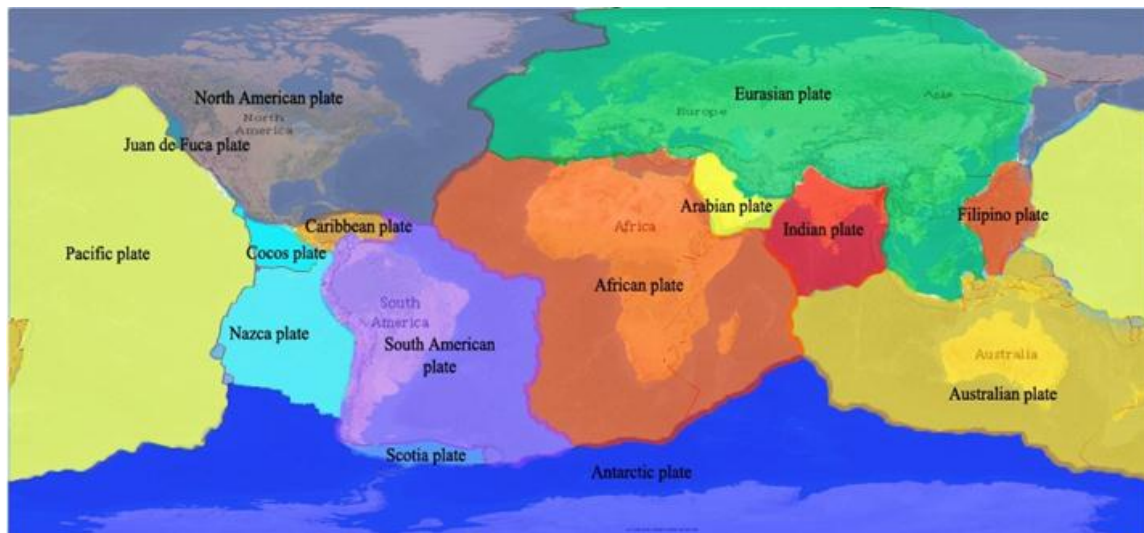 North American plate
North
America
Juan de Fuca plate
Eurasian plate
Europe
Asia
Caribbean plate
Cocos plate
Pacific plate
Arabian plate
Indian plate
Filipino plate
Africa
African plate
Nazca plate
South
America
South American
plate
Australia
Australian plate
Scotia plate
Antarctic plate